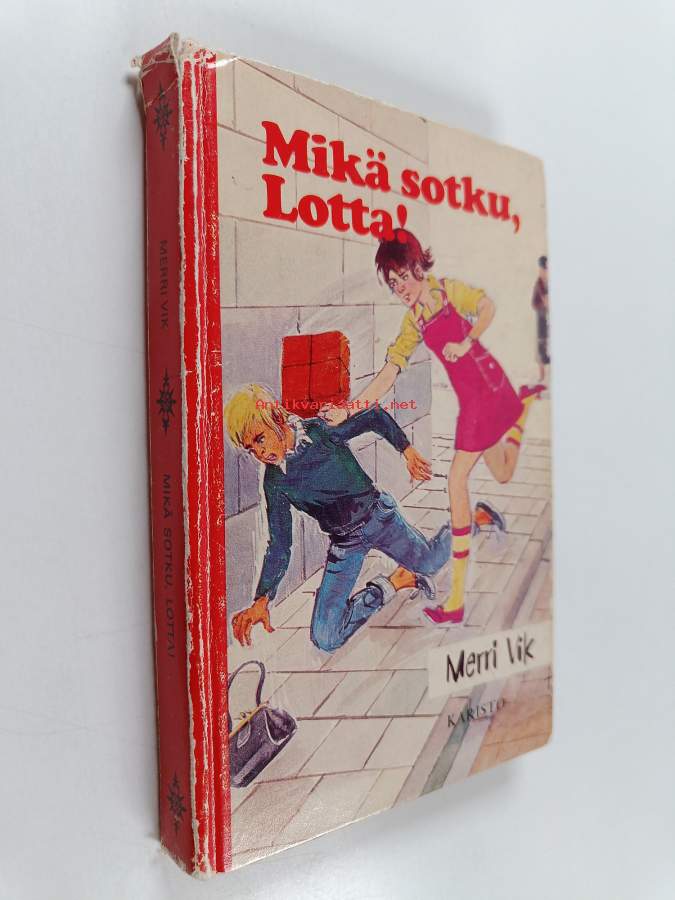 Mikä sotku,
Lotta!
Merri Vik
KARISTO
MERRI VIK
MIKÄ SOTKU, LOTTA!
Antikvariaatti.net